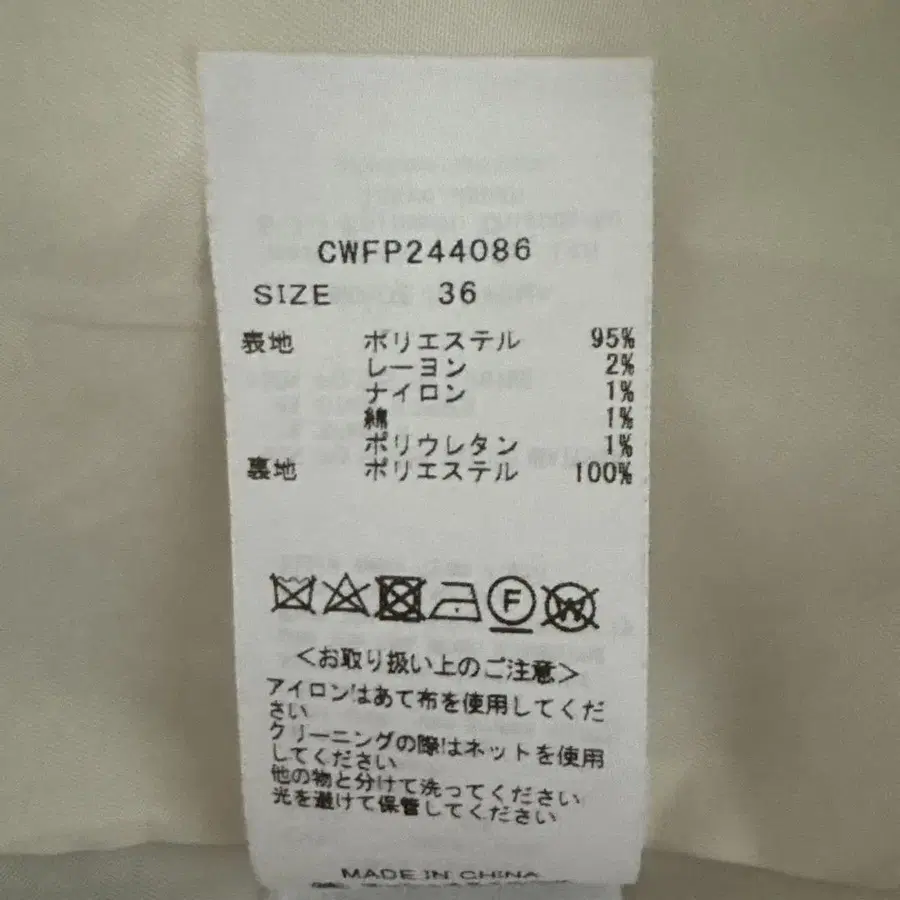 CWFP244086
SIZE 36
表地 ポリエステル 95%
レーヨン 2%
ナイロン 1%
綿 1%
ポリウレタン 1%
裏地 ポリエステル 100%
F W
<お取り扱い上のご注意>
アイロンはあて布を使用してくだ
さい
クリーニングの際はネットを使用
してください
他の物と分けて洗ってください
光を避けて保管してください
MADE IN CHINA